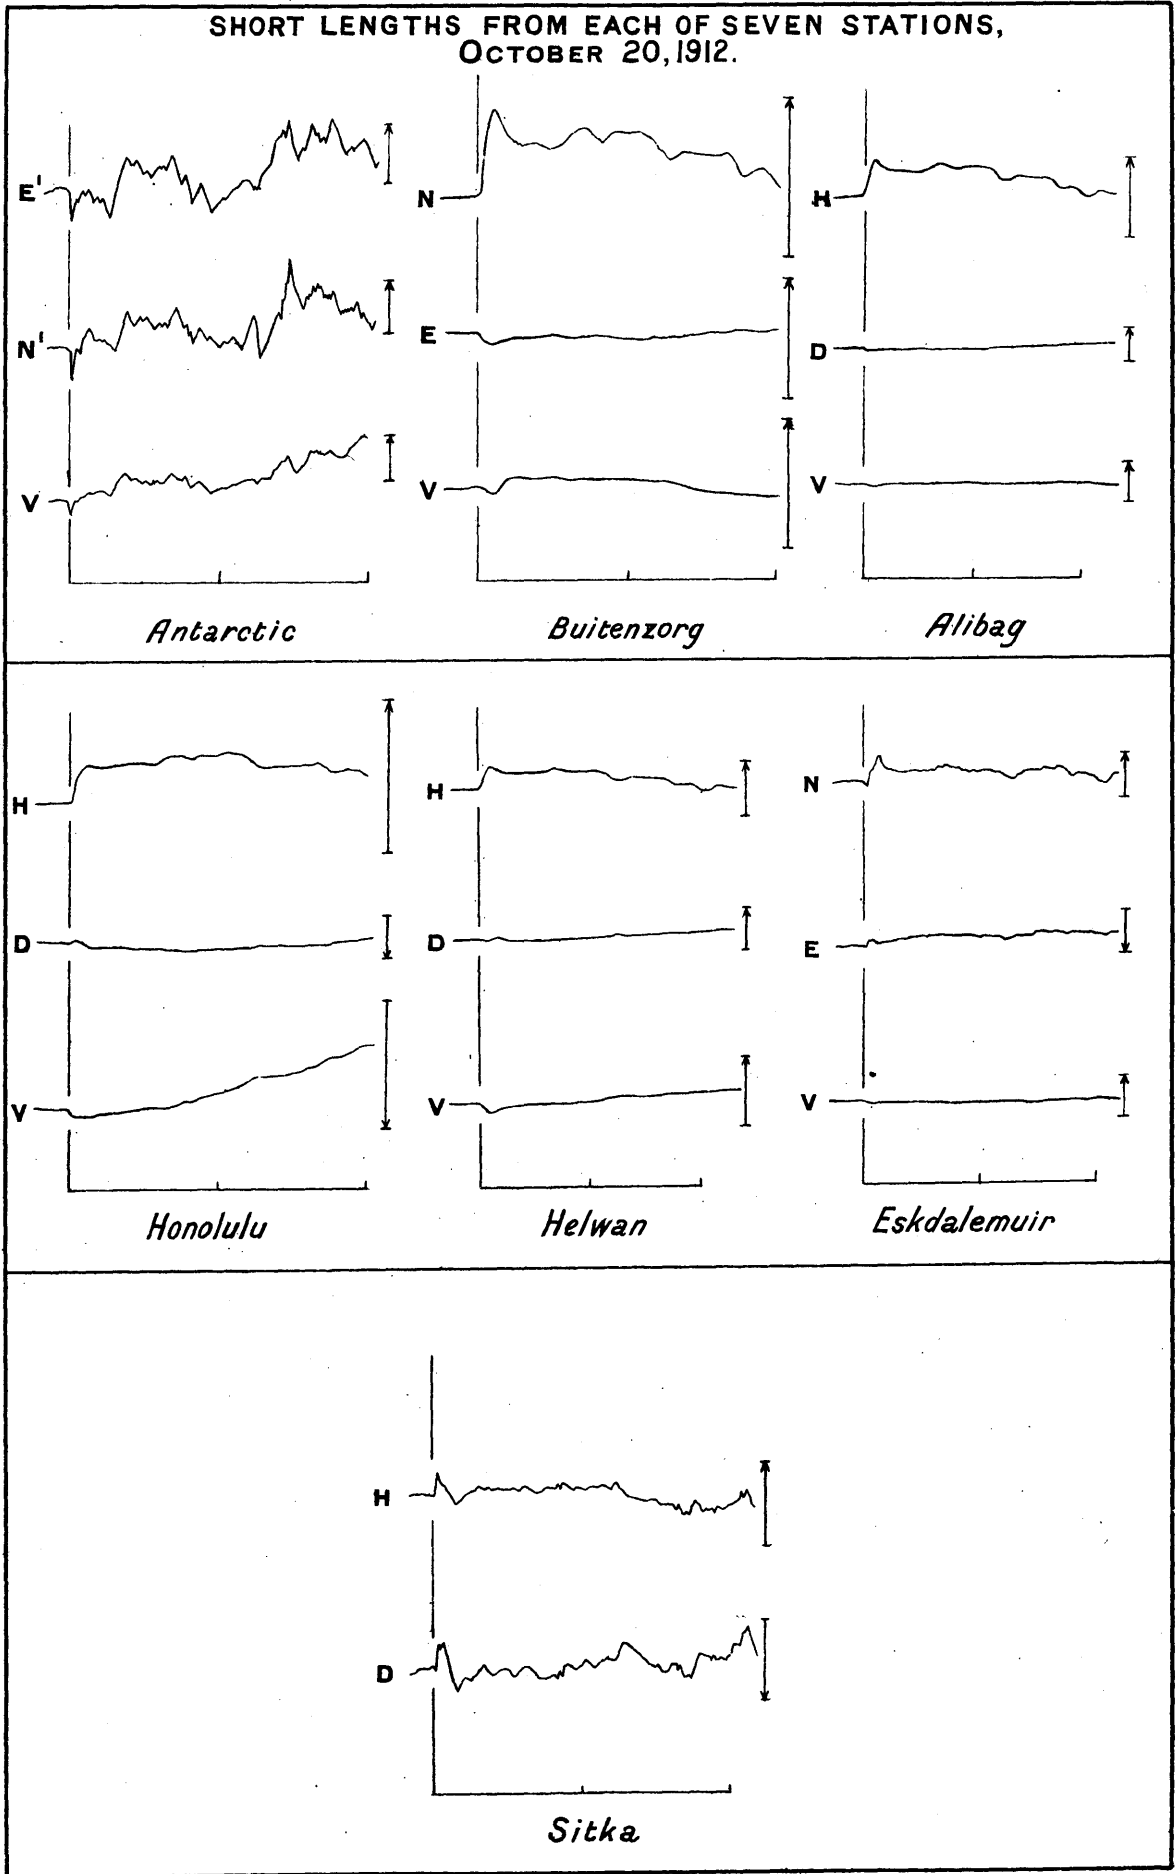 SHORT LENGTHS FROM EACH OF SEVEN STATIONS,
OCTOBER 20, 1912.
E'
N'
V
Antarctic
N
E
V
Buitenzorg
H
D
V
Alibag
H
D
V
Honolulu
H
D
V
Helwan
N
E
V
Eskdalemuir
H
D
Sitka